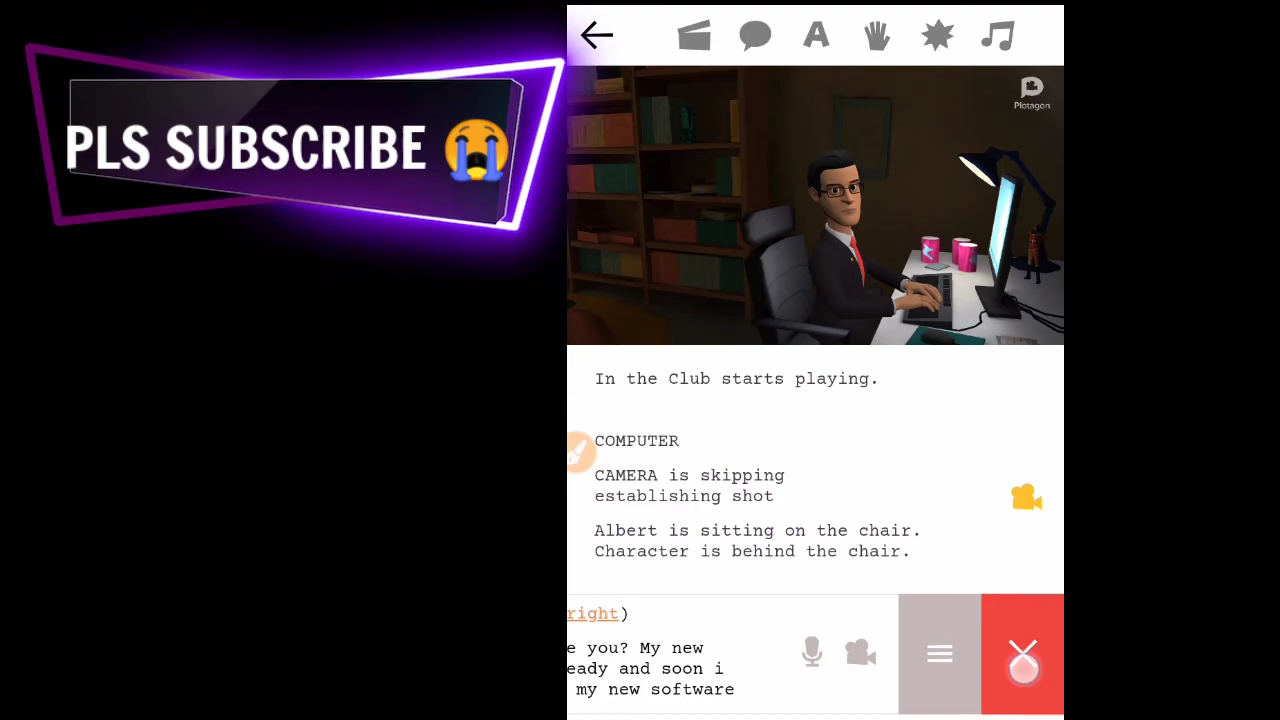 PLS SUBSCRIBE 😭
A
Plotagon
In the Club starts playing.
COMPUTER
CAMERA is skipping
establishing shot
Albert is sitting on the chair.
Character is behind the chair.
right)
e you? My new
eady and soon i
my new software